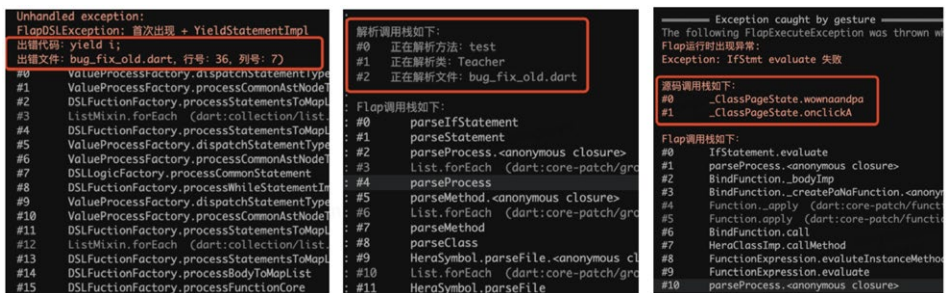 Unhandled exception:
FlapDSLException: 首次出现 + YieldStatementImpl
出错代码: yield i;
出错文件: bug_fix_old.dart, 行号: 36, 列号: 7)
#0 ValueProcessFactory.dispatchStatementType
#1 ValueProcessFactory.processCommonAstNodeT
#2 DSLFuctionFactory.processStatementsToMapL
#3 ListMixin.forEach (dart:collection/list.
#4 DSLFuctionFactory.processStatementsToMapL
#5 ValueProcessFactory.dispatchStatementType
#6 ValueProcessFactory.processCommonAstNodeT
#7 DSLLogicFactory.processCommonStatement
#8 DSLFuctionFactory.processWhileStatementIm
#9 ValueProcessFactory.dispatchStatementType
#10 ValueProcessFactory.processCommonAstNodeT
#11 DSLFuctionFactory.processStatementsToMapL
#12 ListMixin.forEach (dart:collection/list.
#13 DSLFuctionFactory.processStatementsToMapL
#14 DSLFuctionFactory.processBodyToMapList
#15 DSLFuctionFactory.processFunctionCore
解析调用栈如下:
#0 正在解析方法: test
#1 正在解析类: Teacher
#2 正在解析文件: bug_fix_old.dart
: Flap调用栈如下:
: #0 parseIfStatement
: #1 parseStatement
: #2 parseProcess.<anonymous closure>
: #3 List.forEach (dart:core-patch/gro
: #4 parseProcess
: #5 parseMethod.<anonymous closure>
: #6 List.forEach (dart:core-patch/gro
: #7 parseMethod
: #8 parseClass
: #9 HeraSymbol.parseFile.<anonymous cl
: #10 List.forEach (dart:core-patch/gro
: #11 HeraSymbol.parseFile
Exception caught by gesture
The following FlapExecuteException was thrown wh
Flap运行时出现异常:
Exception: IfStmt evaluate 失败
源码调用栈如下:
#0 _ClassPageState.wownaandpa
#1 _ClassPageState.onclickA
Flap调用栈如下:
#0 IfStatement.evaluate
#1 parseProcess.<anonymous closure>
#2 BindFunction._bodyImp
#3 BindFunction._createPaNaFunction.<anonym
#4 Function._apply (dart:core-patch/funct
#5 Function.apply (dart:core-patch/functi
#6 BindFunction.call
#7 HeraClassImp.callMethod
#8 FunctionExpression.evaluteInstanceMethod
#9 FunctionExpression.evaluate
#10 parseProcess.<anonymous closure>